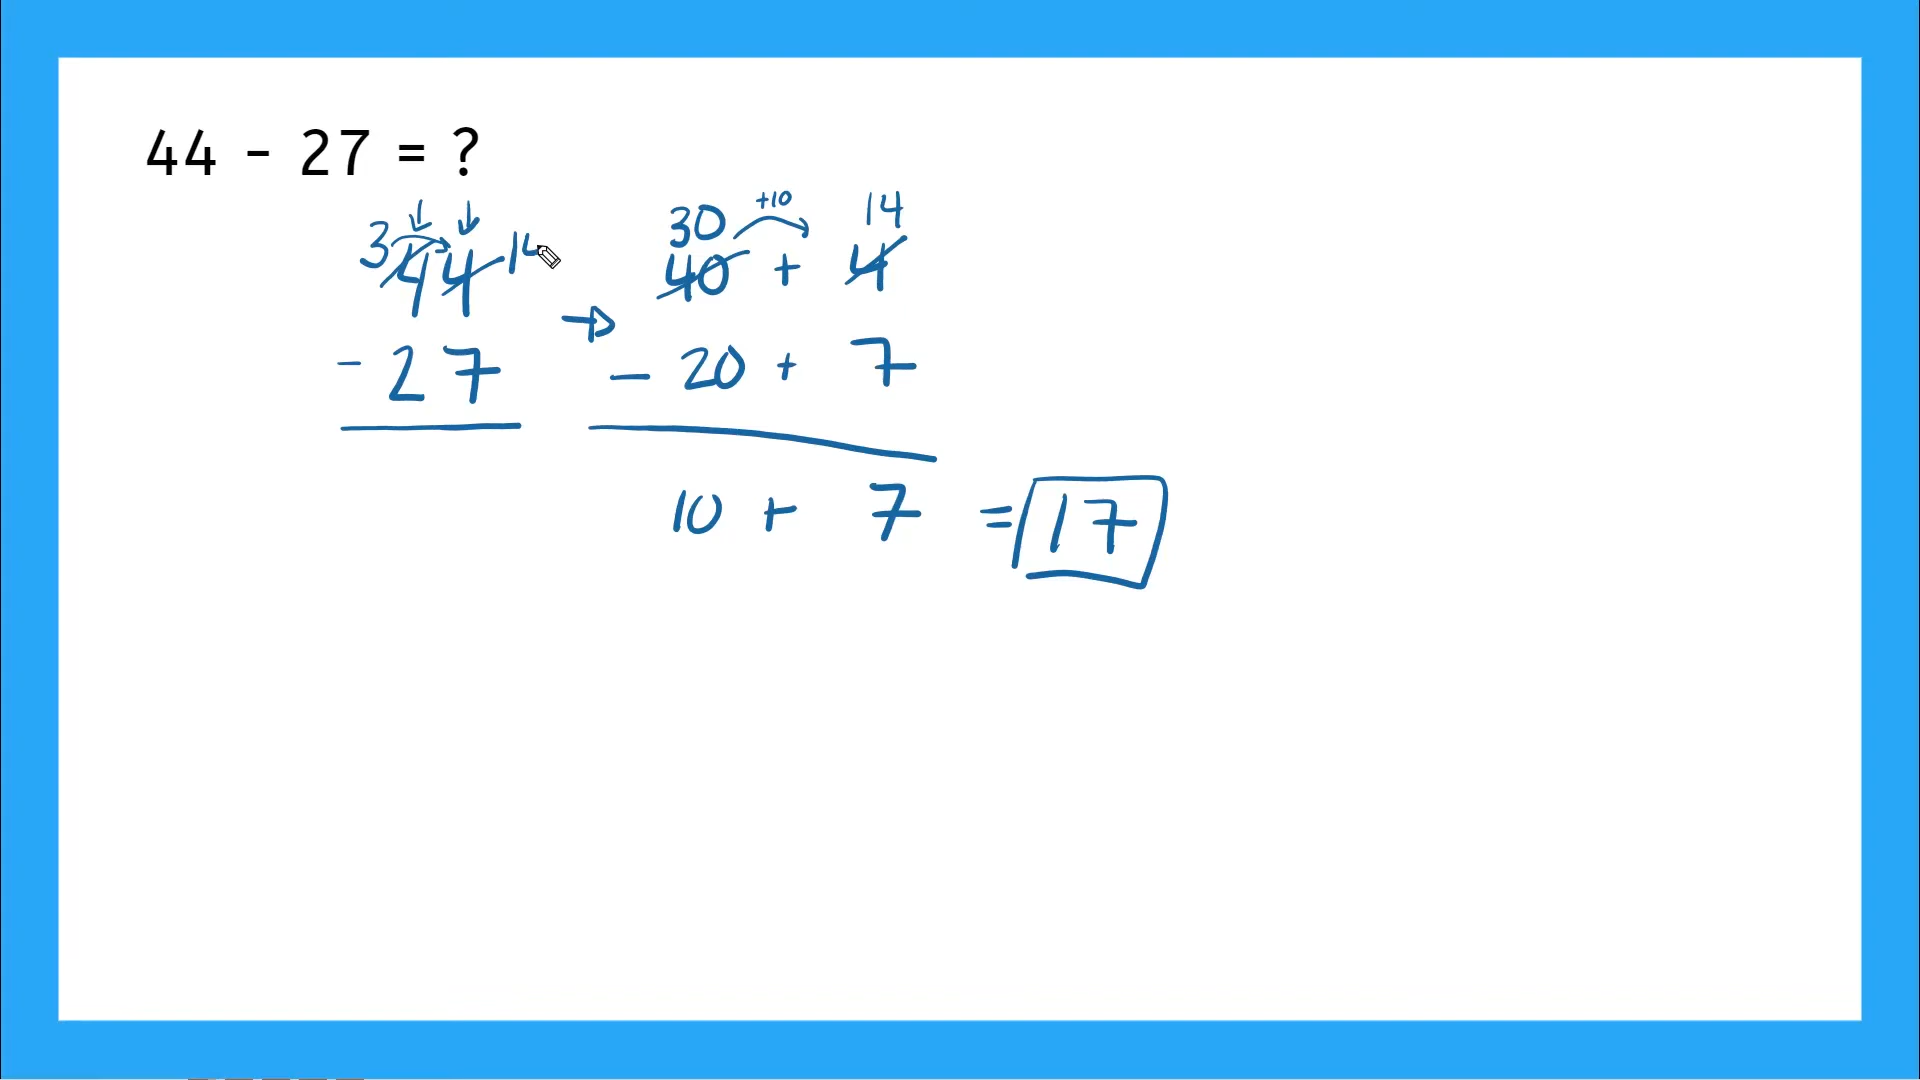 44 - 27 = ?
3 44 14
- 27
30 +10 14
40 + 4
- 20 + 7
10 + 7 = 17